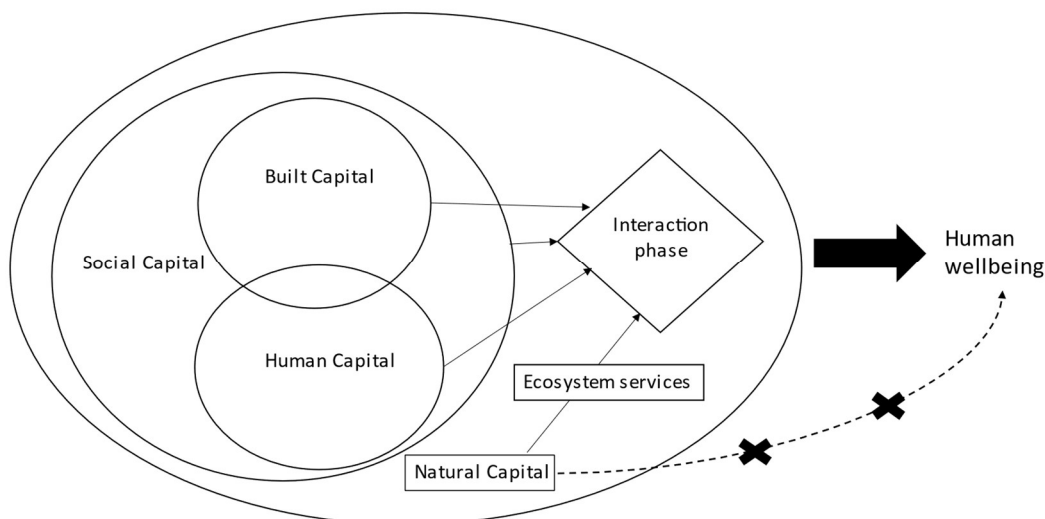 Built Capital
Social Capital
Human Capital
Interaction
phase
Ecosystem services
Natural Capital
Human
wellbeing